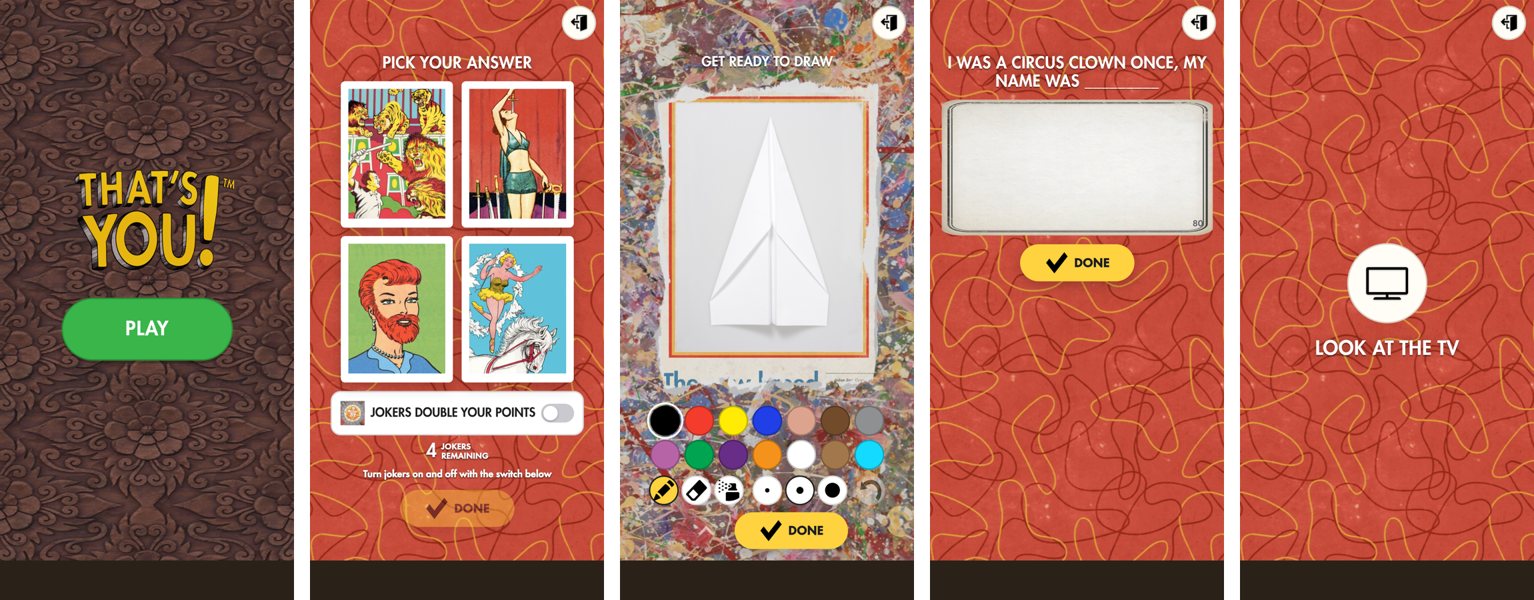 THAT'S
YOU!™
PLAY
PICK YOUR ANSWER
JOKERS DOUBLE YOUR POINTS
4 JOKERS
REMAINING
Turn jokers on and off with the switch below
DONE
GET READY TO DRAW
The
DONE
I WAS A CIRCUS CLOWN ONCE, MY
NAME WAS ________
80
DONE
LOOK AT THE TV